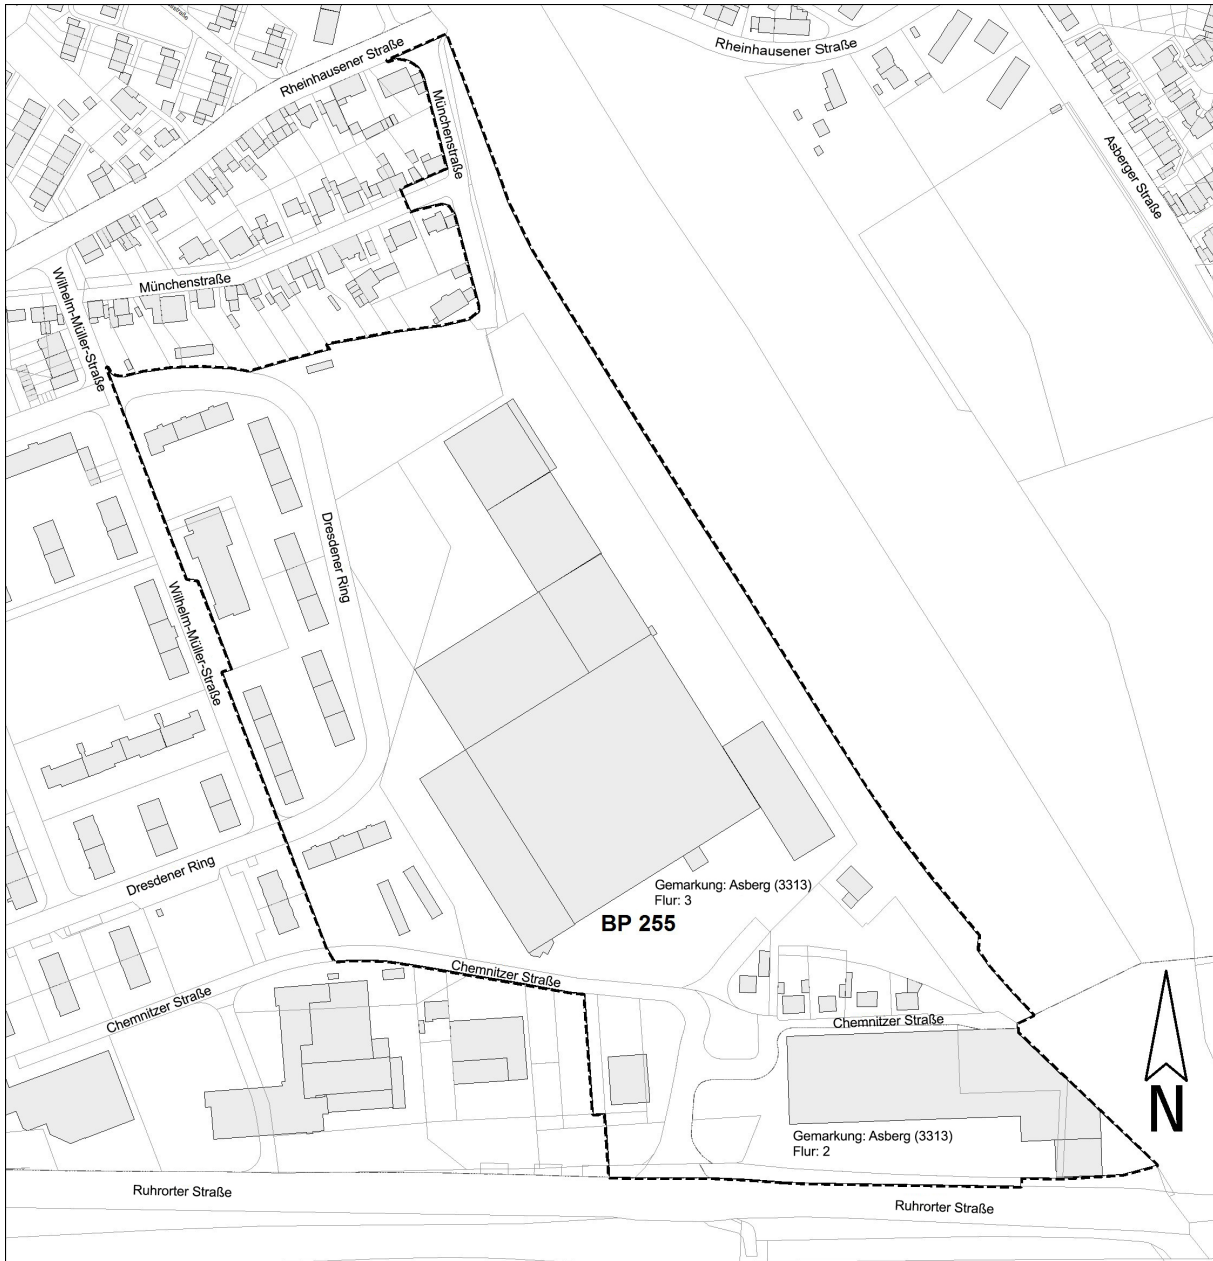 Rheinhausener Straße
Rheinhausener Straße
Münchenstraße
Asberger Straße
Wilhelm-Müller-Straße
Münchenstraße
Dresdener Ring
Wilhelm-Müller-Straße
Dresdener Ring
Gemarkung: Asberg (3313)
Flur: 3
BP 255
Chemnitzer Straße
Chemnitzer Straße
Chemnitzer Straße
N
Gemarkung: Asberg (3313)
Flur: 2
Ruhrorter Straße
Ruhrorter Straße